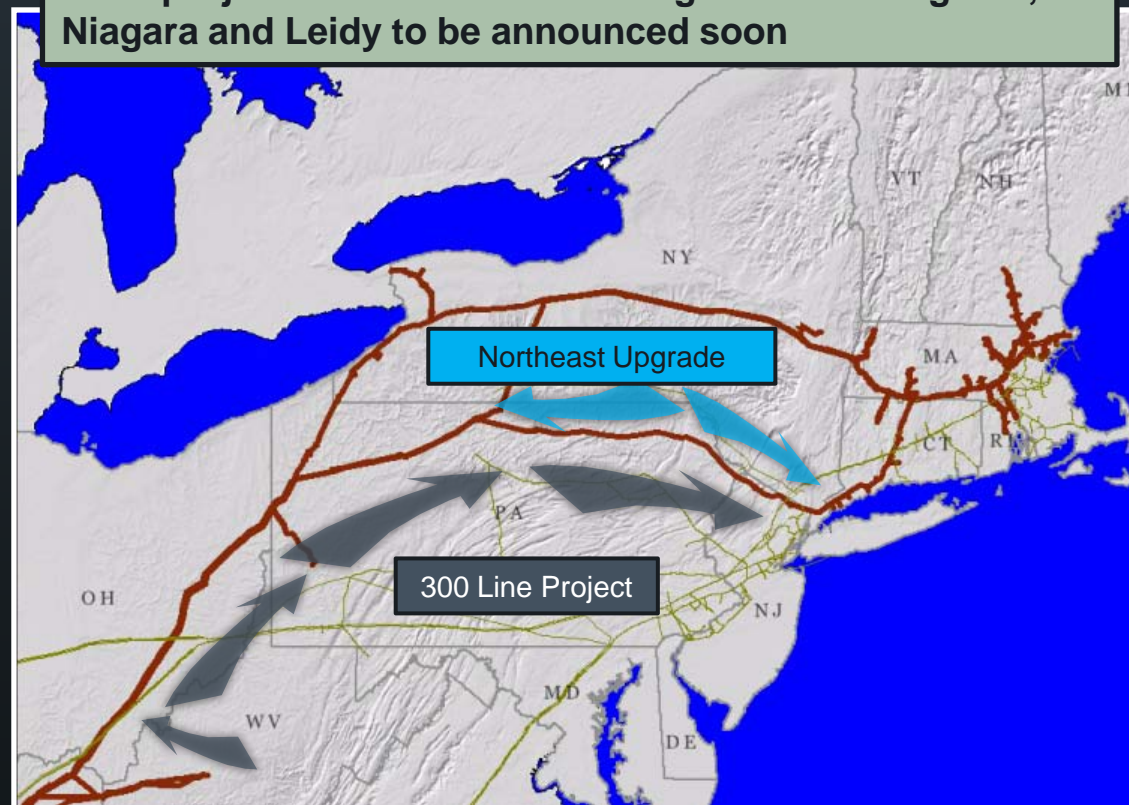 Niagara and Leidy to be announced soon
VT
NH
NY
Northeast Upgrade
MA
CT
PA
300 Line Project
OH
NJ
MD
WV
DE